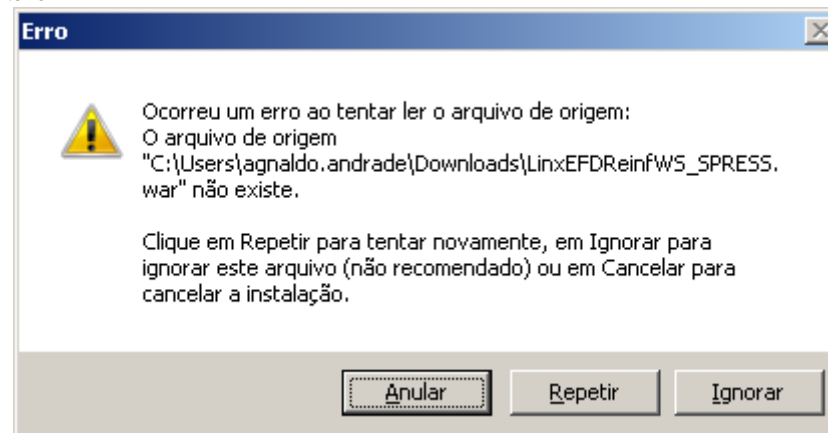 Erro
Ocorreu um erro ao tentar ler o arquivo de origem:
O arquivo de origem
"C:\Users\agnaldo.andrade\Downloads\LinxEFDReinfWS_SPRESS.
war" não existe.
Clique em Repetir para tentar novamente, em Ignorar para
ignorar este arquivo (não recomendado) ou em Cancelar para
cancelar a instalação.
Anular Repetir Ignorar